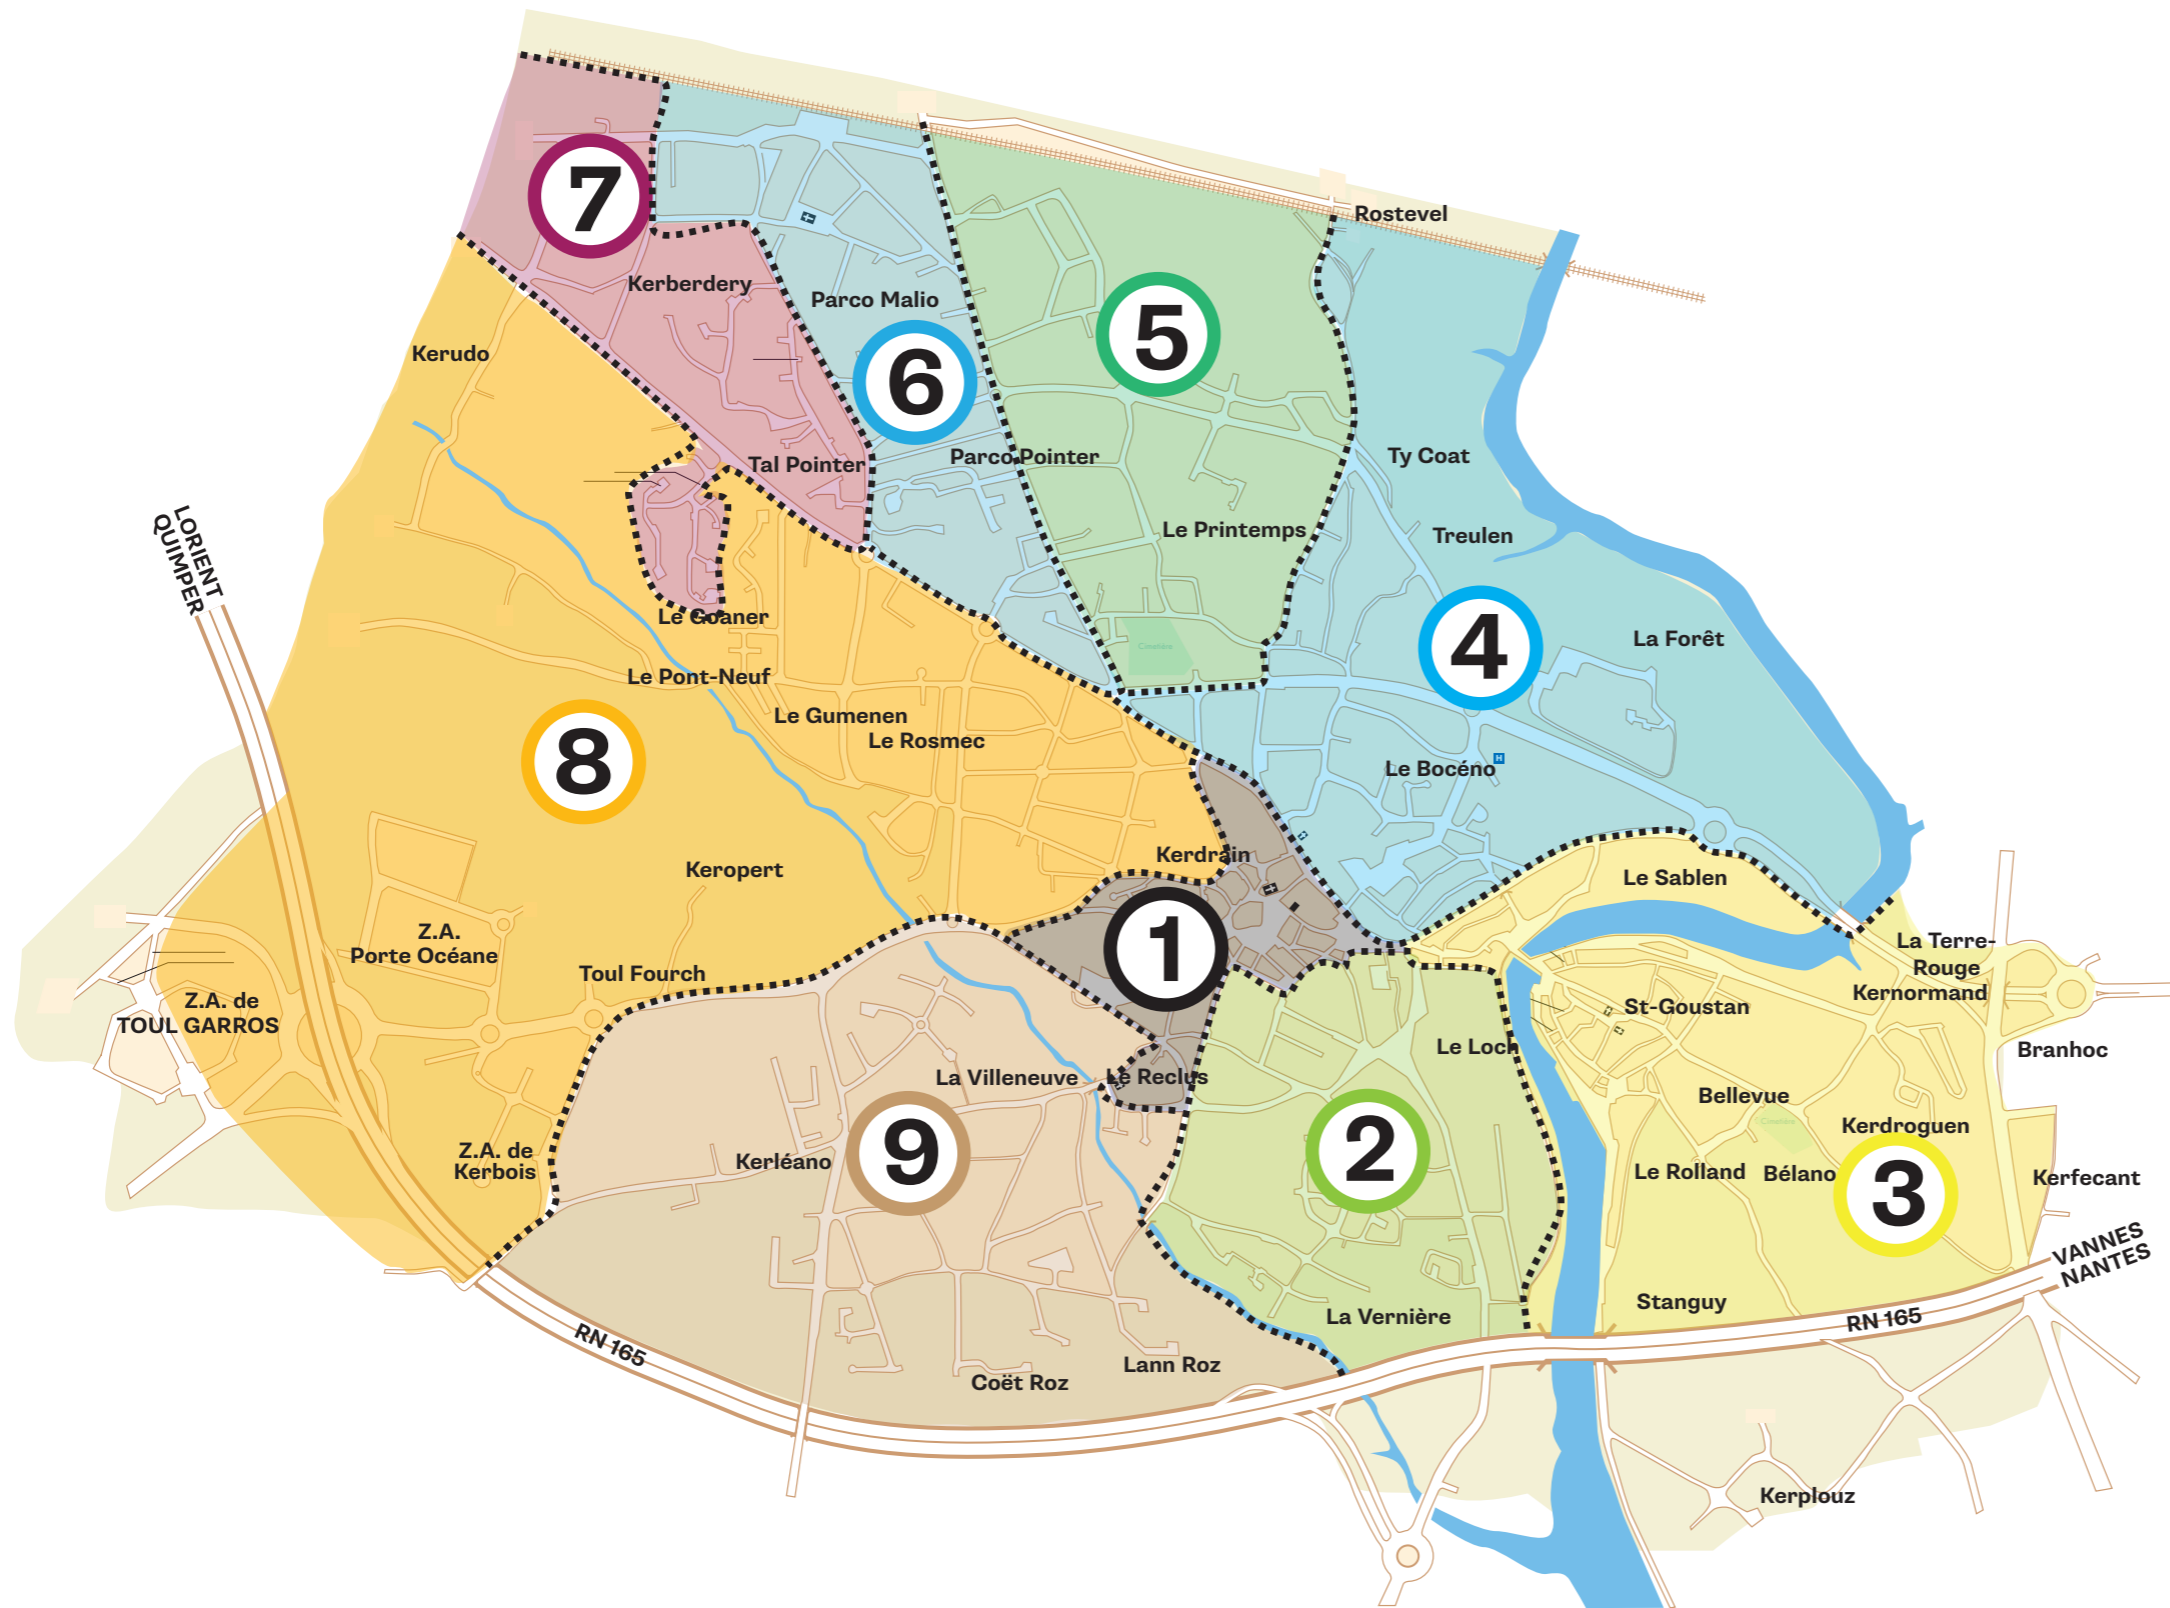 Rostevel
7
Kerberdery
Parco Malio
5
Kerudo
6
Tal Pointer
Parco Pointer
Ty Coat
LORIENT
QUIMPER
Le Printemps
Treulen
Le Goaner
Cimetière
4
La Forêt
Le Pont-Neuf
Le Gumenen
Le Rosmec
8
Le Bocéno
H
Kerdrain
Keropert
Le Sablen
Z.A.
Porte Océane
1
La Terre-
Rouge
Kernormand
Toul Fourch
Z.A. de
TOUL GARROS
St-Goustan
Le Loch
Branhoc
La Villeneuve
Le Reclus
Bellevue
Cimetière
Kerdroguen
Z.A. de
Kerbois
Kerléano
9
2
Le Rolland
Bélano
3
Kerfecant
VANNES
NANTES
Stanguy
La Vernière
RN 165
RN 165
Lann Roz
Coët Roz
Kerplouz